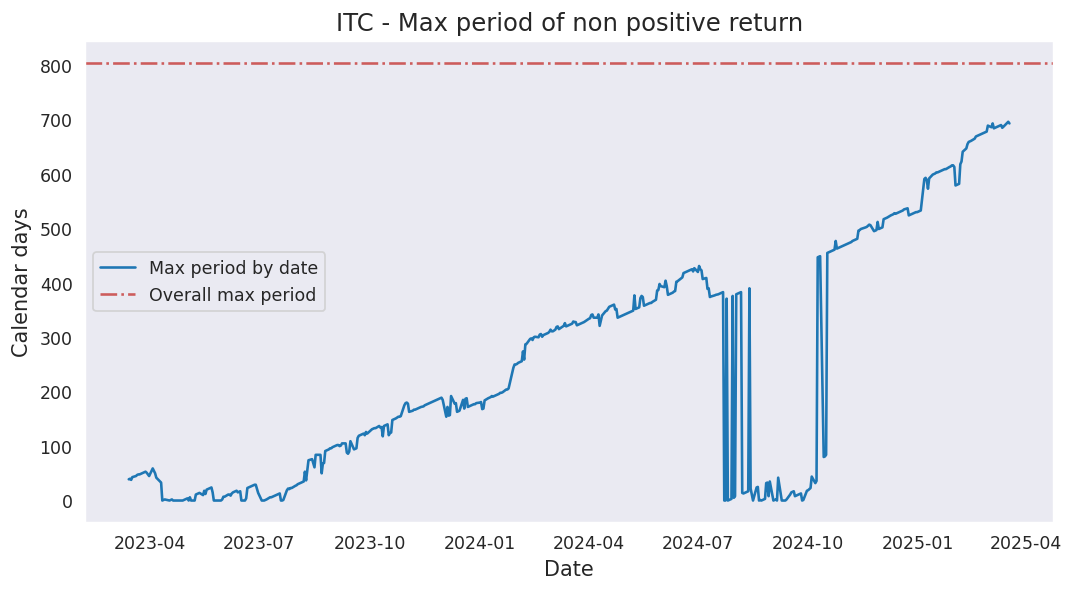 ITC - Max period of non positive return
Calendar days
800
700
600
500
400
300
200
100
0
Max period by date
Overall max period
2023-04 2023-07 2023-10 2024-01 2024-04 2024-07 2024-10 2025-01 2025-04
Date